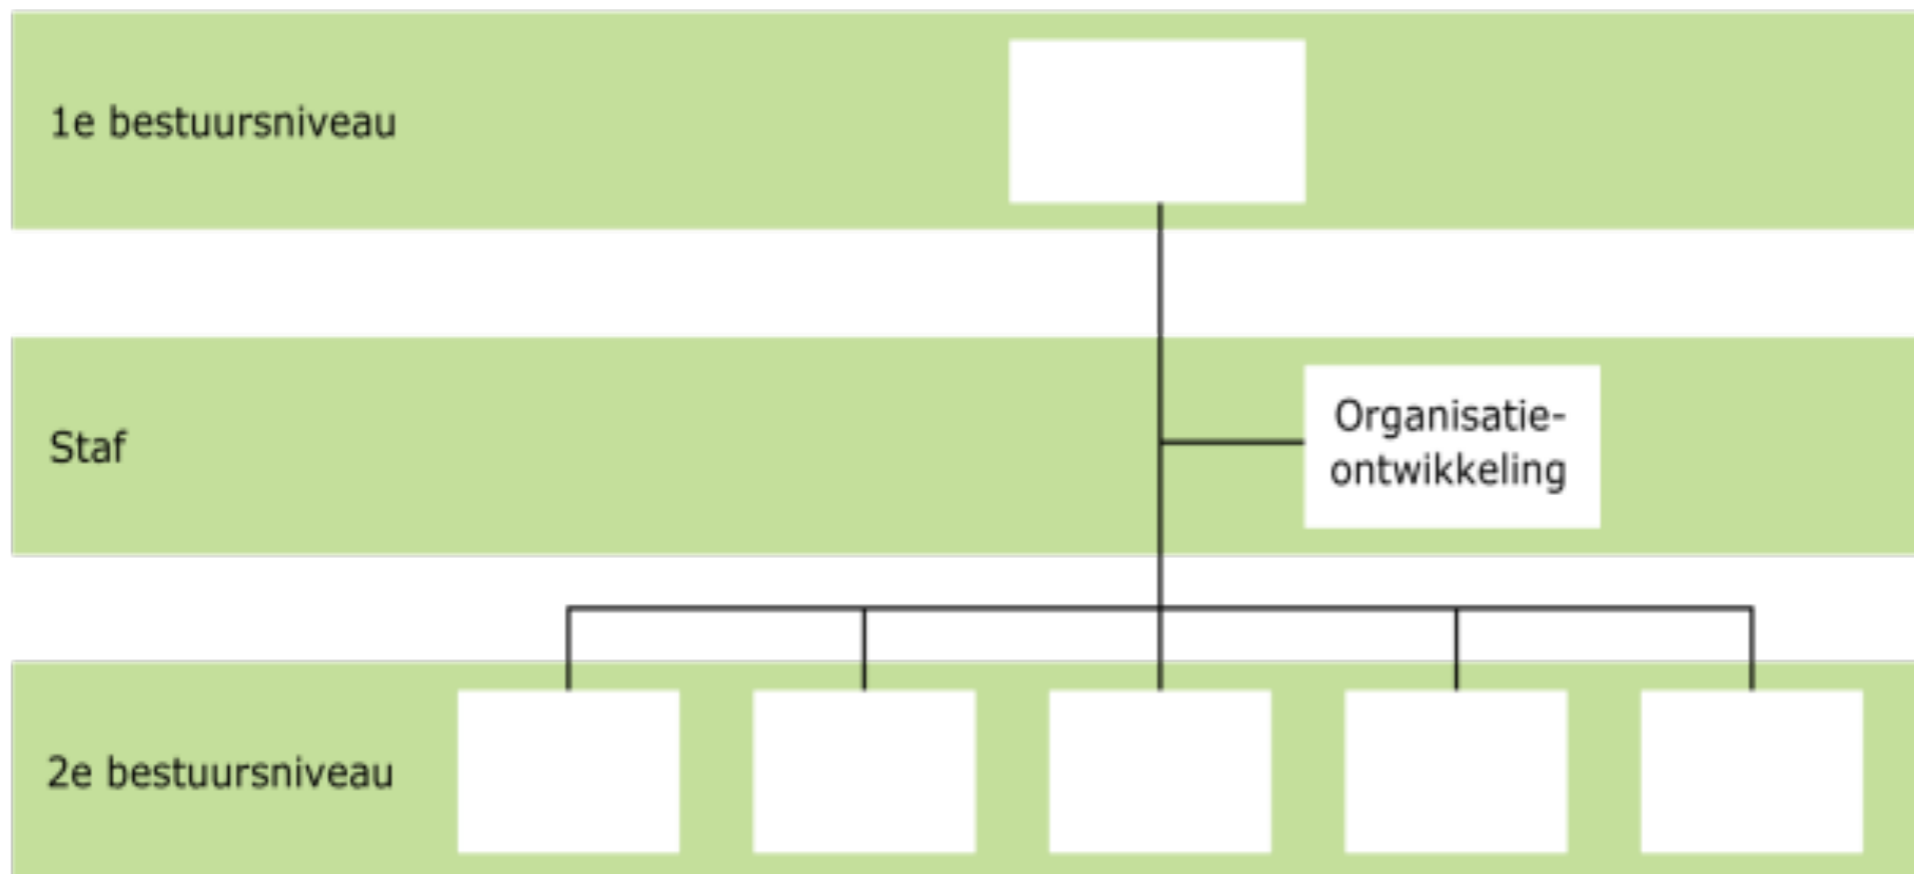 1e bestuursniveau
Staf
Organisatie-
ontwikkeling
2e bestuursniveau